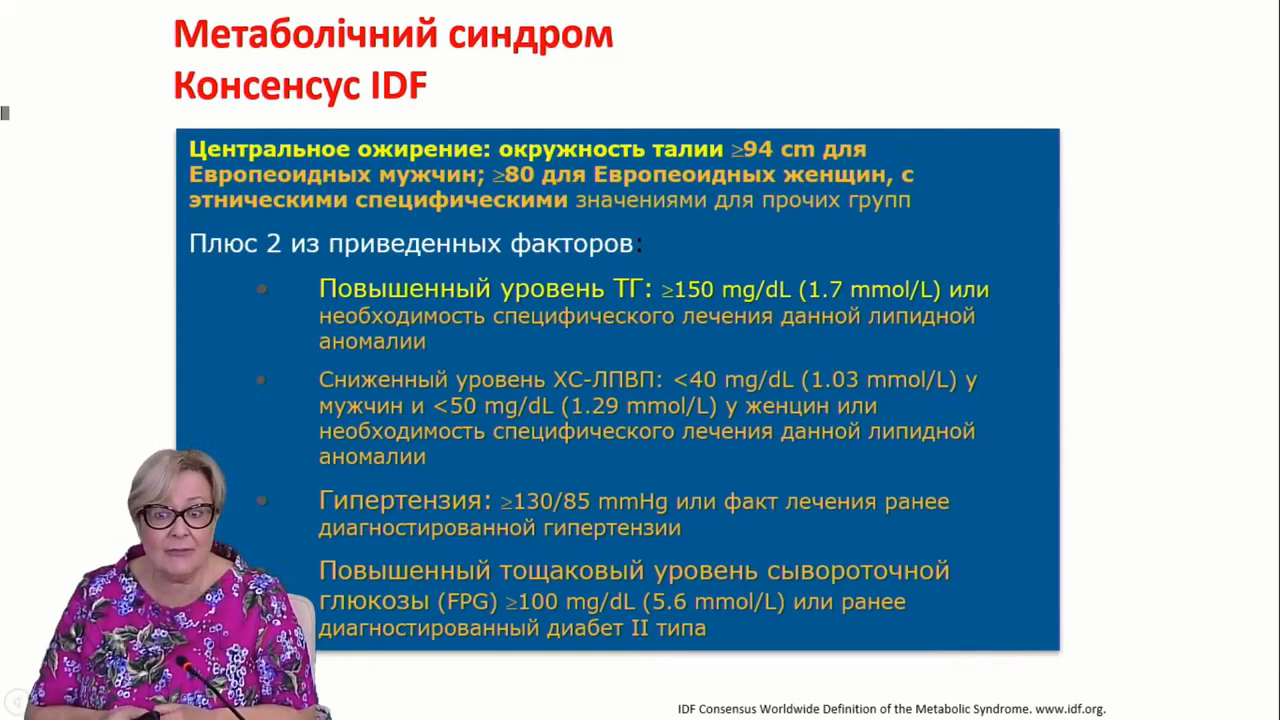 Метаболічний синдром
Консенсус IDF
Центральное ожирение: окружность талии ≥94 cm для
Европеоидных мужчин; ≥80 для Европеоидных женщин, с
этническими специфическими значениями для прочих групп
Плюс 2 из приведенных факторов:
Повышенный уровень ТГ: ≥150 mg/dL (1.7 mmol/L) или
необходимость специфического лечения данной липидной
аномалии
Сниженный уровень ХС-ЛПВП: <40 mg/dL (1.03 mmol/L) у
мужчин и <50 mg/dL (1.29 mmol/L) у женцин или
необходимость специфического лечения данной липидной
аномалии
Гипертензия: ≥130/85 mmHg или факт лечения ранее
диагностированной гипертензии
Повышенный тощаковый уровень сывороточной
глюкозы (FPG) ≥100 mg/dL (5.6 mmol/L) или ранее
диагностированный диабет II типа
IDF Consensus Worldwide Definition of the Metabolic Syndrome. www.idf.org.